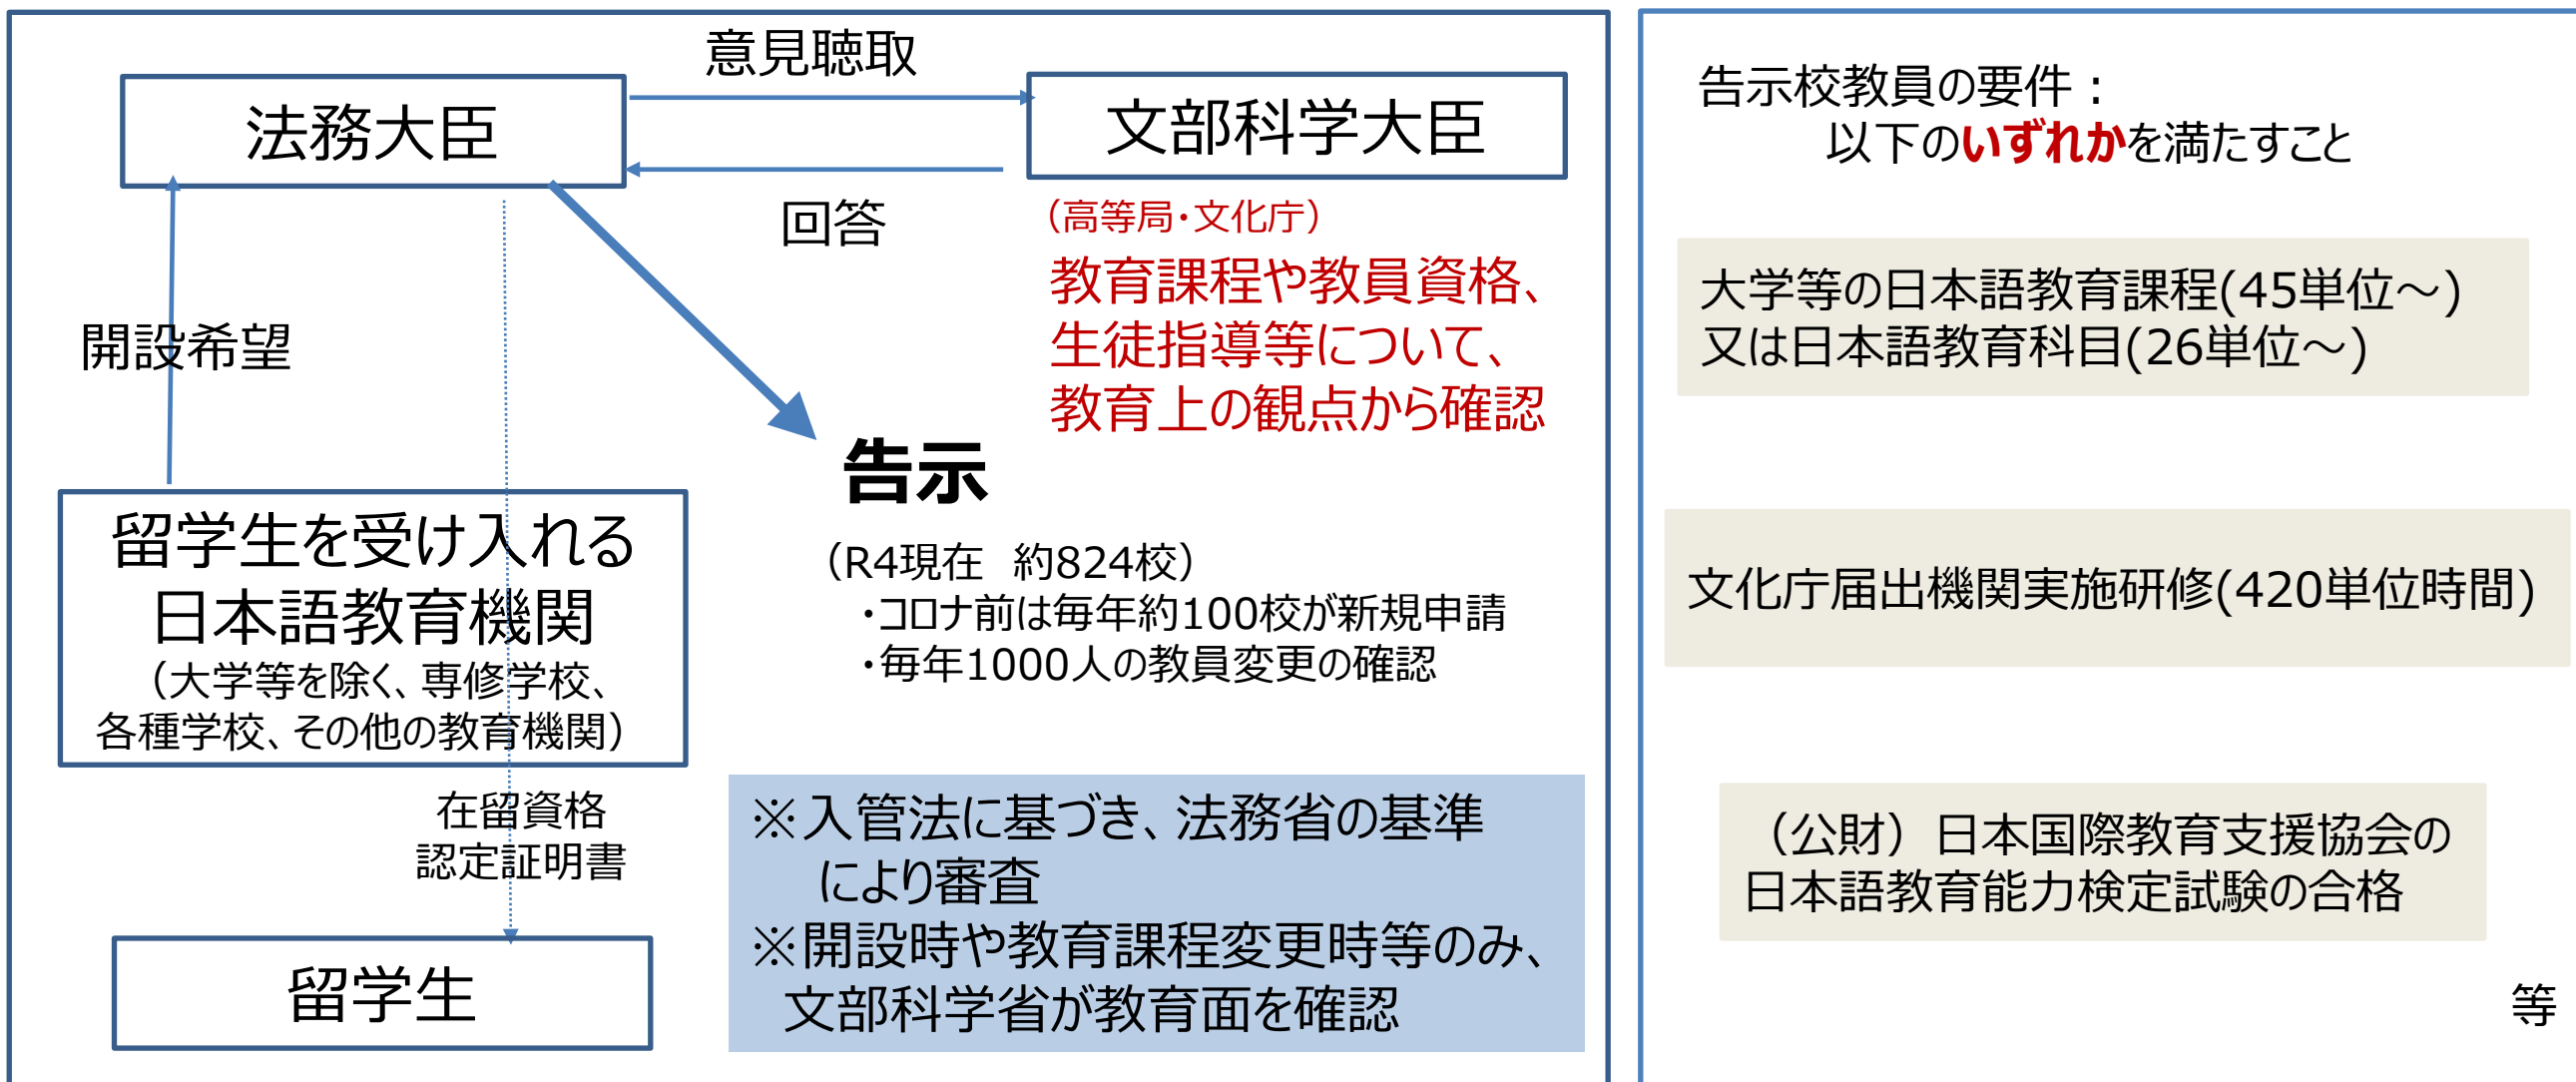 意見聴取
法務大臣
文部科学大臣
回答
（高等局・文化庁）
教育課程や教員資格、
生徒指導等について、
教育上の観点から確認
開設希望
告示
（R4現在　約824校）
・コロナ前は毎年約100校が新規申請
・毎年1000人の教員変更の確認
留学生を受け入れる
日本語教育機関
（大学等を除く、専修学校、
各種学校、その他の教育機関）
在留資格
認定証明書
留学生
※入管法に基づき、法務省の基準
により審査
※開設時や教育課程変更時等のみ、
文部科学省が教育面を確認
告示校教員の要件：
以下のいずれかを満たすこと
大学等の日本語教育課程(45単位～)
又は日本語教育科目(26単位～)
文化庁届出機関実施研修(420単位時間)
（公財）日本国際教育支援協会の
日本語教育能力検定試験の合格
等